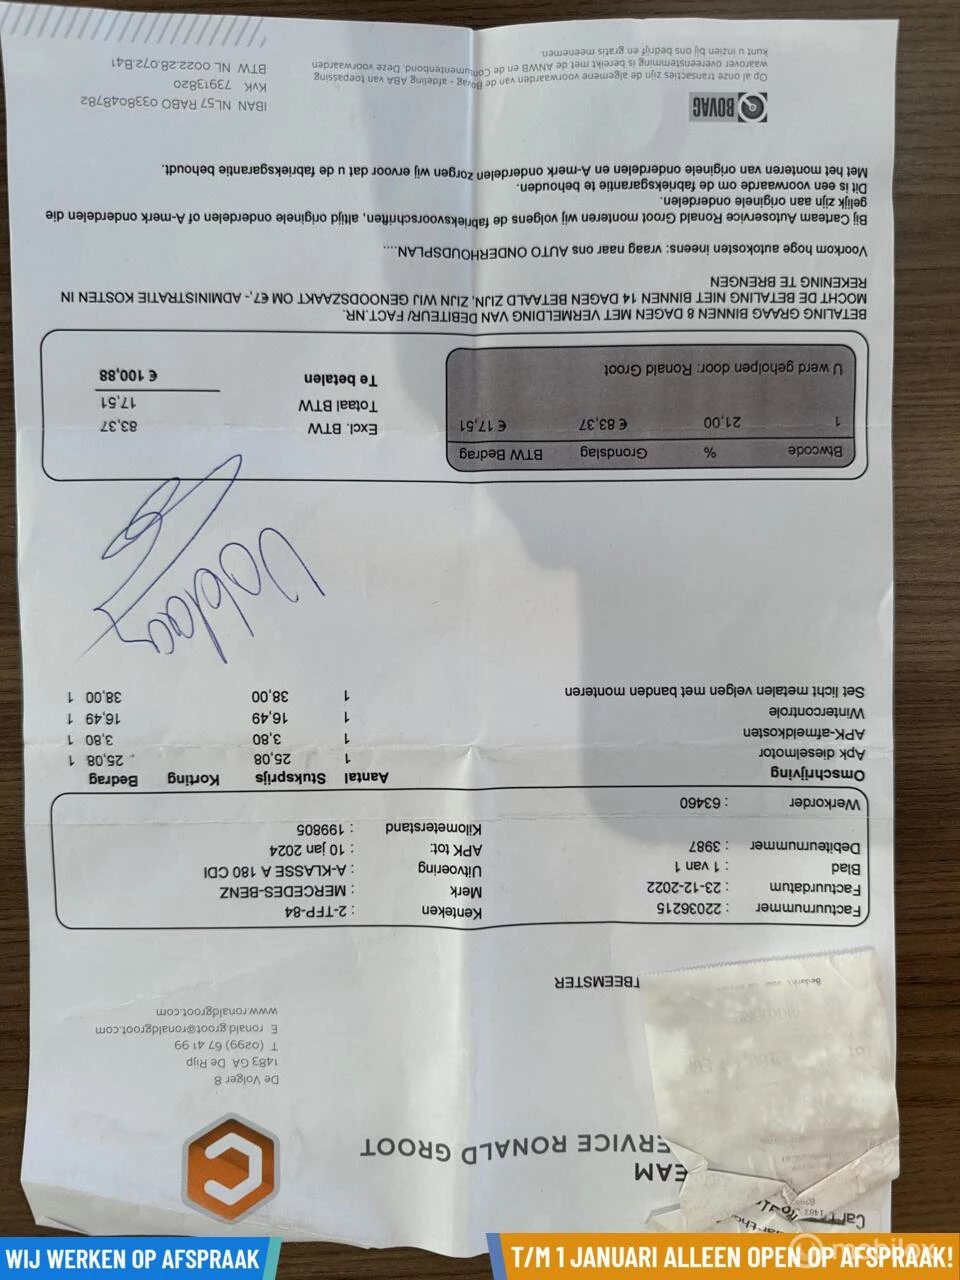 EAM
ERVICE RONALD GROOT
De Volger 8
1483 GA De Rijp
T (0299) 67 41 99
E ronald.groot@ronaldgroot.com
www.ronaldgroot.com
TBEEMSTER
Factuurnummer : 22036215 Kenteken : 2-TFP-84
Factuurdatum : 23-12-2022 Merk : MERCEDES-BENZ
Blad : 1 van 1 Uitvoering : A-KLASSE A 180 CDI
Debiteurnummer : 3987 APK tot: : 10 jan 2024
Kilometerstand : 199805
Werkorder : 63460
Omschrijving Aantal Stuksprijs Korting Bedrag
Apk dieselmotor 1 25,08 25,08 1
APK-afmeldkosten 1 3,80 3,80 1
Wintercontrole 1 16,49 16,49 1
Set licht metalen velgen met banden monteren 1 38,00 38,00 1
Voldaan
Btwcode % Grondslag BTW Bedrag
1 21,00 € 83,37 € 17,51
U werd geholpen door: Ronald Groot
Excl. BTW 83,37
Totaal BTW 17,51
Te betalen € 100,88
BETALING GRAAG BINNEN 8 DAGEN MET VERMELDING VAN DEBITEUR/ FACT.NR.
MOCHT DE BETALING NIET BINNEN 14 DAGEN BETAALD ZIJN, ZIJN WIJ GENOODSZAAKT OM €7,- ADMINISTRATIE KOSTEN IN
REKENING TE BRENGEN
Voorkom hoge autokosten ineens: vraag naar ons AUTO ONDERHOUDSPLAN....
Bij Carteam Autoservice Ronald Groot monteren wij volgens de fabrieksvoorschriften, altijd originele onderdelen of A-merk onderdelen die
gelijk zijn aan originele onderdelen.
Dit is een voorwaarde om de fabrieksgarantie te behouden.
Met het monteren van originele onderdelen en A-merk onderdelen zorgen wij ervoor dat u de fabrieksgarantie behoudt.
BOVAG
Op al onze transacties zijn de algemene voorwaarden van de Bovag - afdeling ABA van toepassing
waarover overeenstemming is bereikt met de ANWB en de Consumentenbond. Deze voorwaarden
kunt u inzien bij ons bedrijf en gratis meenemen.
IBAN NL57 RABO 0338048782
KvK 73913820
BTW NL 0022.28.072.B41
WIJ WERKEN OP AFSPRAAK
T/M 1 JANUARI ALLEEN OPEN OP AFSPRAAK!
mobilox